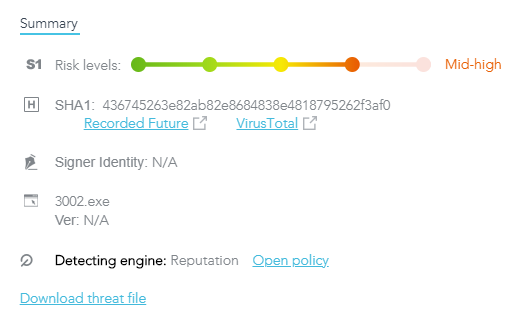 Summary
S1 Risk levels: Mid-high
H SHA1: 436745263e82ab82e8684838e4818795262f3af0
Recorded Future VirusTotal
Signer Identity: N/A
3002.exe
Ver: N/A
Detecting engine: Reputation Open policy
Download threat file